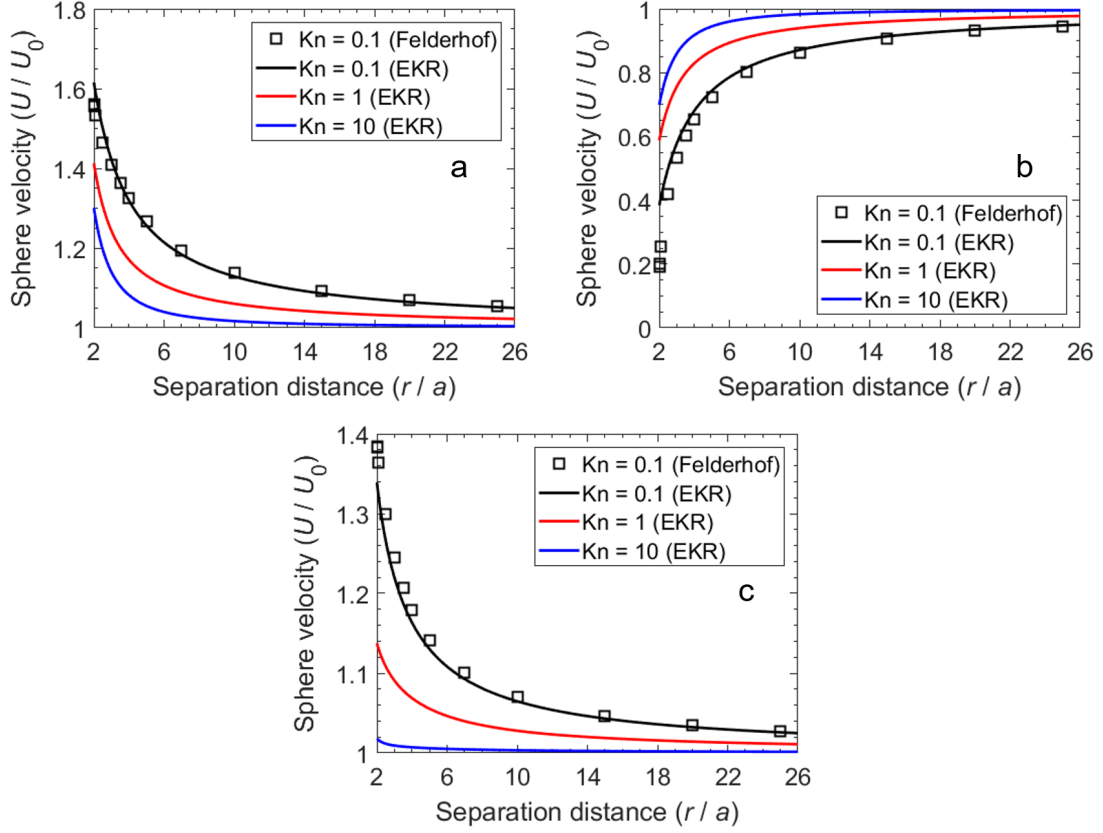 Sphere velocity (U / U0)
1.8
1.6
1.4
1.2
1
Kn = 0.1 (Felderhof)
Kn = 0.1 (EKR)
Kn = 1 (EKR)
Kn = 10 (EKR)
a
2 6 10 14 18 22 26
Separation distance (r / a)
Sphere velocity (U / U0)
1
0.8
0.6
0.4
0.2
0
b
Kn = 0.1 (Felderhof)
Kn = 0.1 (EKR)
Kn = 1 (EKR)
Kn = 10 (EKR)
2 6 10 14 18 22 26
Separation distance (r / a)
Sphere velocity (U / U0)
1.4
1.3
1.2
1.1
1
Kn = 0.1 (Felderhof)
Kn = 0.1 (EKR)
Kn = 1 (EKR)
Kn = 10 (EKR)
c
2 6 10 14 18 22 26
Separation distance (r / a)